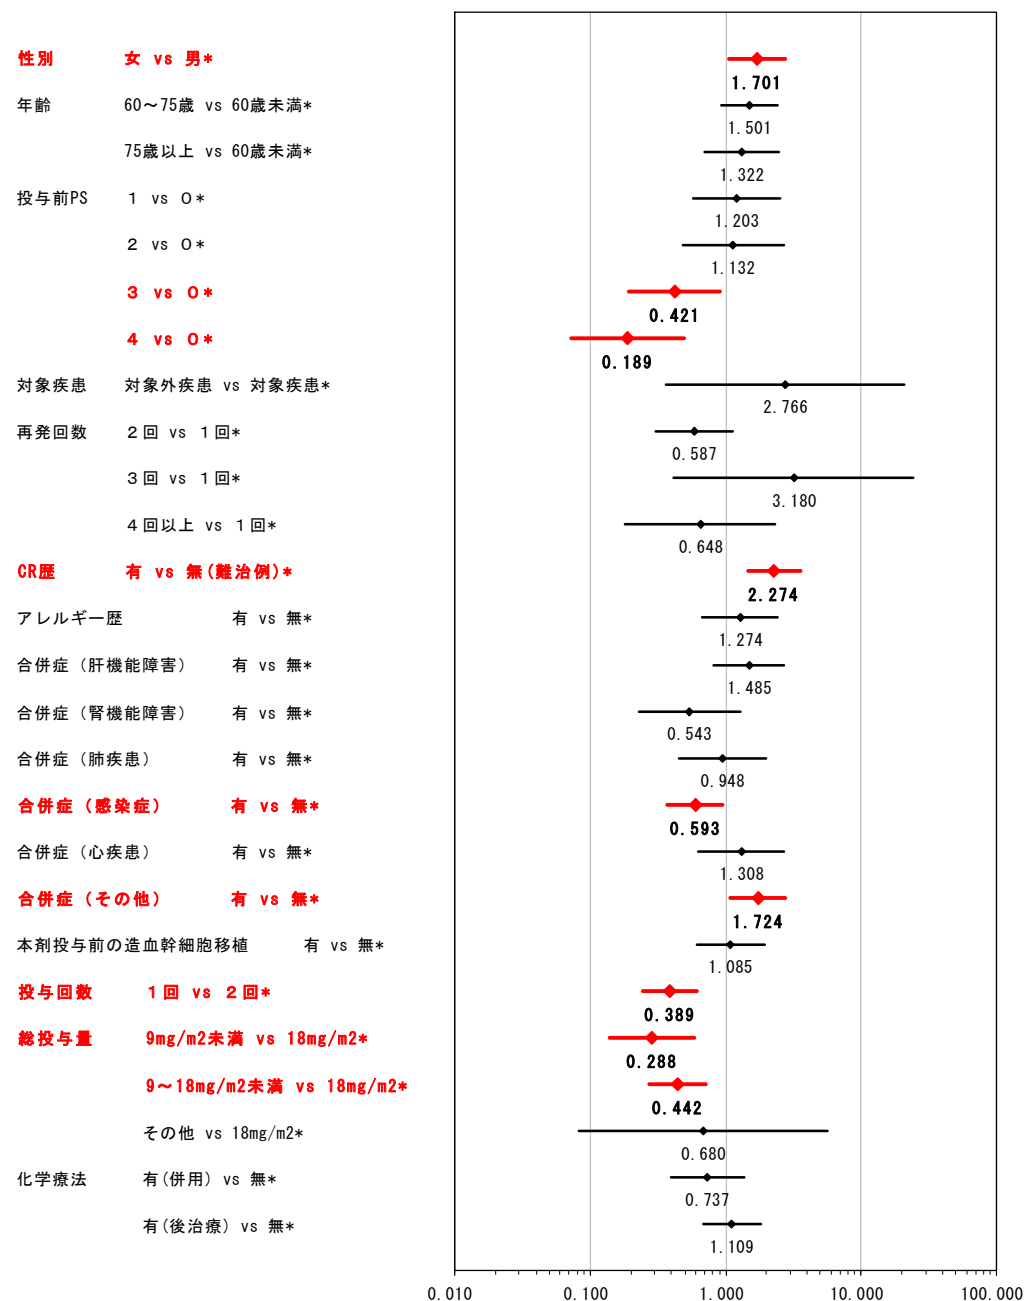 性別 女 vs 男*
1.701
年齢 60～75歳 vs 60歳未満*
1.501
75歳以上 vs 60歳未満*
1.322
投与前PS １ vs ０*
1.203
２ vs ０*
1.132
３ vs ０*
0.421
４ vs ０*
0.189
対象疾患 対象外疾患 vs 対象疾患*
2.766
再発回数 ２回 vs １回*
0.587
３回 vs １回*
3.180
４回以上 vs １回*
0.648
CR歴 有 vs 無(難治例)*
2.274
アレルギー歴 有 vs 無*
1.274
合併症（肝機能障害） 有 vs 無*
1.485
合併症（腎機能障害） 有 vs 無*
0.543
合併症（肺疾患） 有 vs 無*
0.948
合併症（感染症） 有 vs 無*
0.593
合併症（心疾患） 有 vs 無*
1.308
合併症（その他） 有 vs 無*
1.724
本剤投与前の造血幹細胞移植 有 vs 無*
1.085
投与回数 １回 vs ２回*
0.389
総投与量 9mg/m2未満 vs 18mg/m2*
0.288
9～18mg/m2未満 vs 18mg/m2*
0.442
その他 vs 18mg/m2*
0.680
化学療法 有(併用) vs 無*
0.737
有(後治療) vs 無*
1.109
0.010 0.100 1.000 10.000 100.000